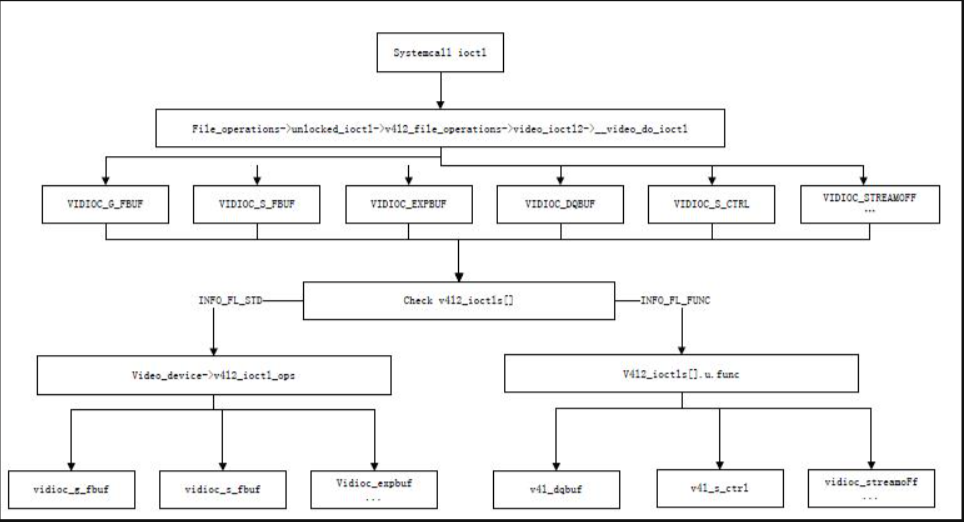 Systemcall ioctl
File_operations->unlocked_ioctl->v4l2_file_operations->video_ioctl2->__video_do_ioctl
VIDIOC_G_FBUF
VIDIOC_S_FBUF
VIDIOC_EXPBUF
VIDIOC_DQBUF
VIDIOC_S_CTRL
VIDIOC_STREAMOFF
...
INFO_FL_STD
Check v4l2_ioctls[]
INFO_FL_FUNC
Video_device->v4l2_ioctl_ops
V4l2_ioctls[].u.func
vidioc_g_fbuf
vidioc_s_fbuf
Vidioc_expbuf
...
v4l_dqbuf
v4l_s_ctrl
vidioc_streamoFf
...